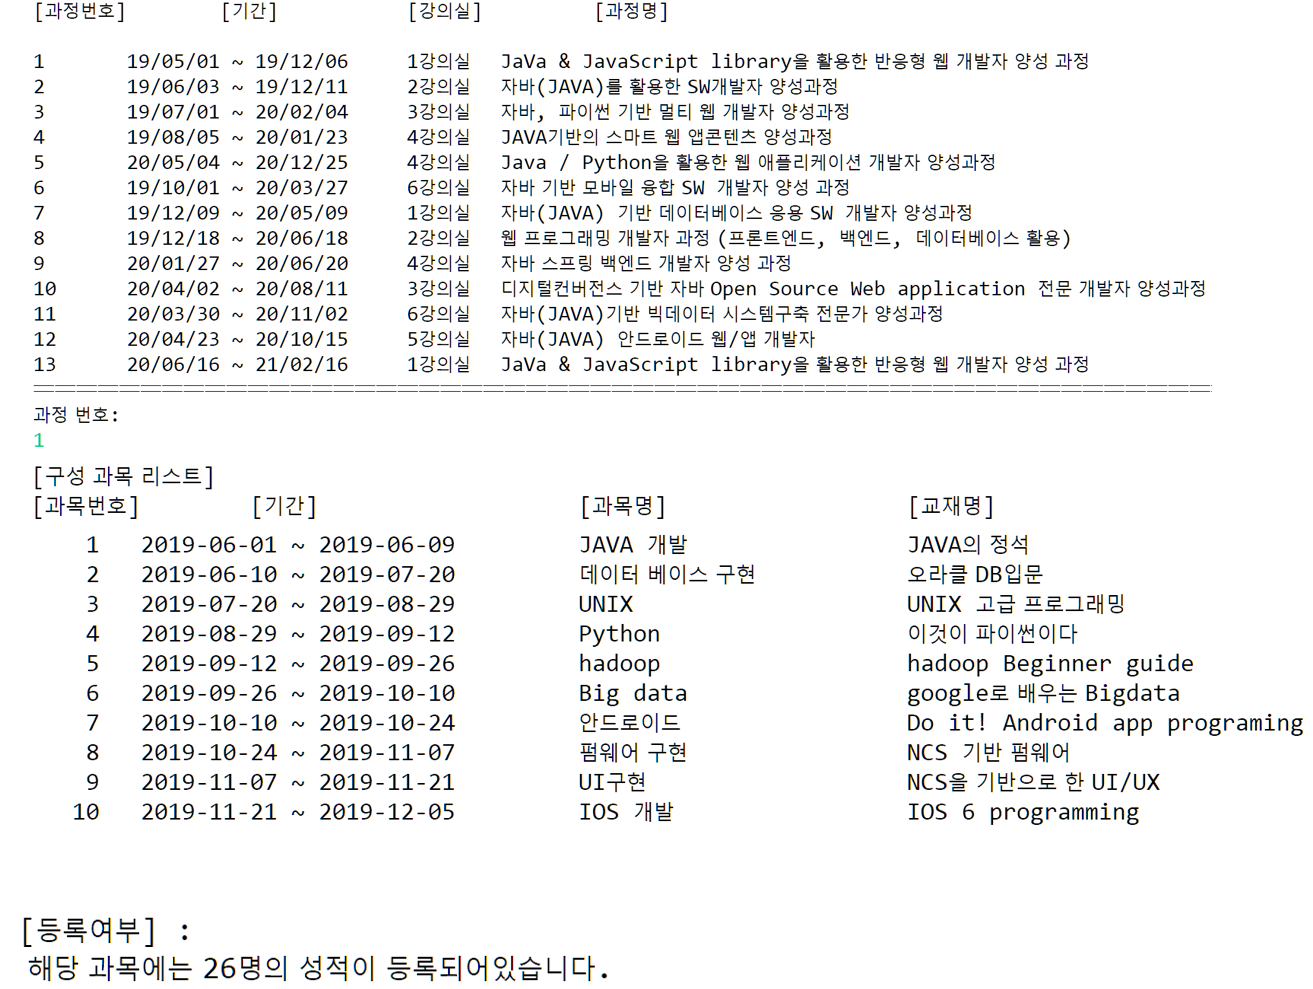 [과정번호] [기간] [강의실] [과정명]
1 19/05/01 ~ 19/12/06 1강의실 JaVa & JavaScript library을 활용한 반응형 웹 개발자 양성 과정
2 19/06/03 ~ 19/12/11 2강의실 자바(JAVA)를 활용한 SW개발자 양성과정
3 19/07/01 ~ 20/02/04 3강의실 자바, 파이썬 기반 멀티 웹 개발자 양성과정
4 19/08/05 ~ 20/01/23 4강의실 JAVA기반의 스마트 웹 앱콘텐츠 양성과정
5 20/05/04 ~ 20/12/25 4강의실 Java / Python을 활용한 웹 애플리케이션 개발자 양성과정
6 19/10/01 ~ 20/03/27 6강의실 자바 기반 모바일 융합 SW 개발자 양성 과정
7 19/12/09 ~ 20/05/09 1강의실 자바(JAVA) 기반 데이터베이스 응용 SW 개발자 양성과정
8 19/12/18 ~ 20/06/18 2강의실 웹 프로그래밍 개발자 과정 (프론트엔드, 백엔드, 데이터베이스 활용)
9 20/01/27 ~ 20/06/20 4강의실 자바 스프링 백엔드 개발자 양성 과정
10 20/04/02 ~ 20/08/11 3강의실 디지털컨버전스 기반 자바 Open Source Web application 전문 개발자 양성과정
11 20/03/30 ~ 20/11/02 6강의실 자바(JAVA)기반 빅데이터 시스템구축 전문가 양성과정
12 20/04/23 ~ 20/10/15 5강의실 자바(JAVA) 안드로이드 웹/앱 개발자
13 20/06/16 ~ 21/02/16 1강의실 JaVa & JavaScript library을 활용한 반응형 웹 개발자 양성 과정
과정 번호:
1
[구성 과목 리스트]
[과목번호] [기간] [과목명] [교재명]
1 2019-06-01 ~ 2019-06-09 JAVA 개발 JAVA의 정석
2 2019-06-10 ~ 2019-07-20 데이터 베이스 구현 오라클 DB입문
3 2019-07-20 ~ 2019-08-29 UNIX UNIX 고급 프로그래밍
4 2019-08-29 ~ 2019-09-12 Python 이것이 파이썬이다
5 2019-09-12 ~ 2019-09-26 hadoop hadoop Beginner guide
6 2019-09-26 ~ 2019-10-10 Big data google로 배우는 Bigdata
7 2019-10-10 ~ 2019-10-24 안드로이드 Do it! Android app programing
8 2019-10-24 ~ 2019-11-07 펌웨어 구현 NCS 기반 펌웨어
9 2019-11-07 ~ 2019-11-21 UI구현 NCS을 기반으로 한 UI/UX
10 2019-11-21 ~ 2019-12-05 IOS 개발 IOS 6 programming
[등록여부] :
해당 과목에는 26명의 성적이 등록되어있습니다.